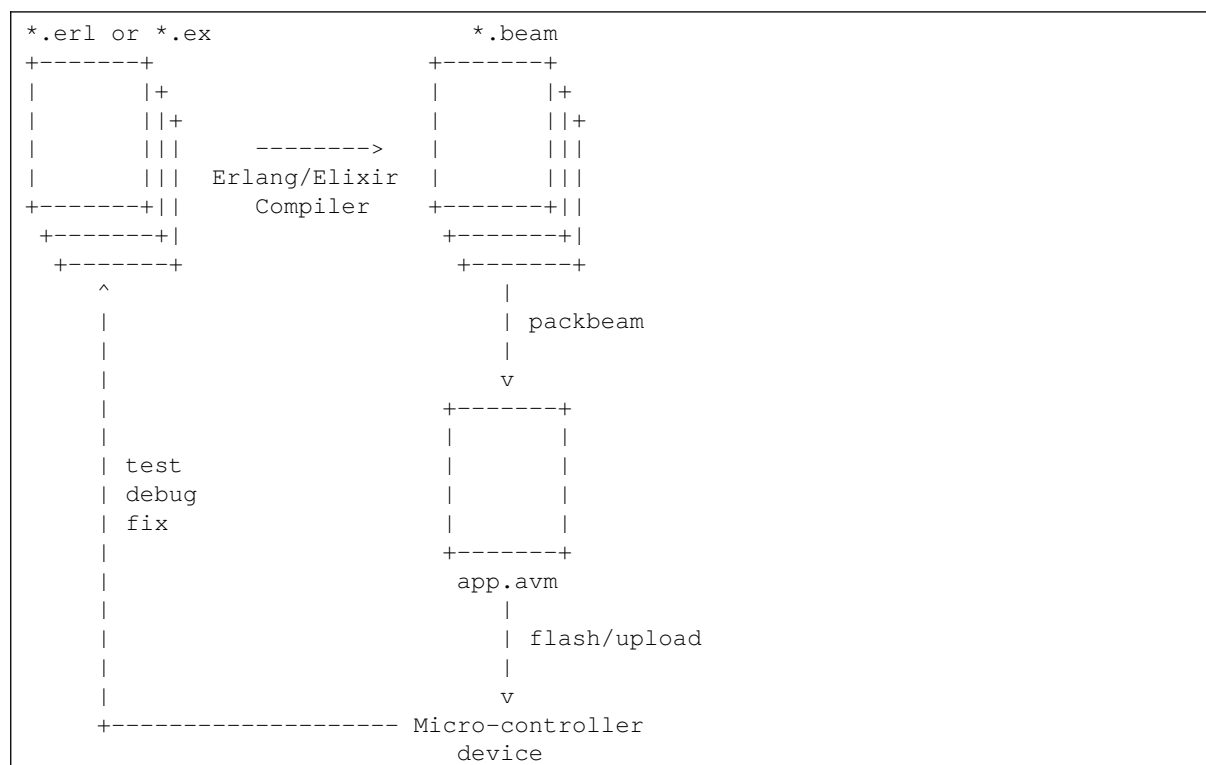 *.erl or *.ex *.beam
-------->
Erlang/Elixir
Compiler
packbeam
test
debug
fix
app.avm
flash/upload
Micro-controller
device